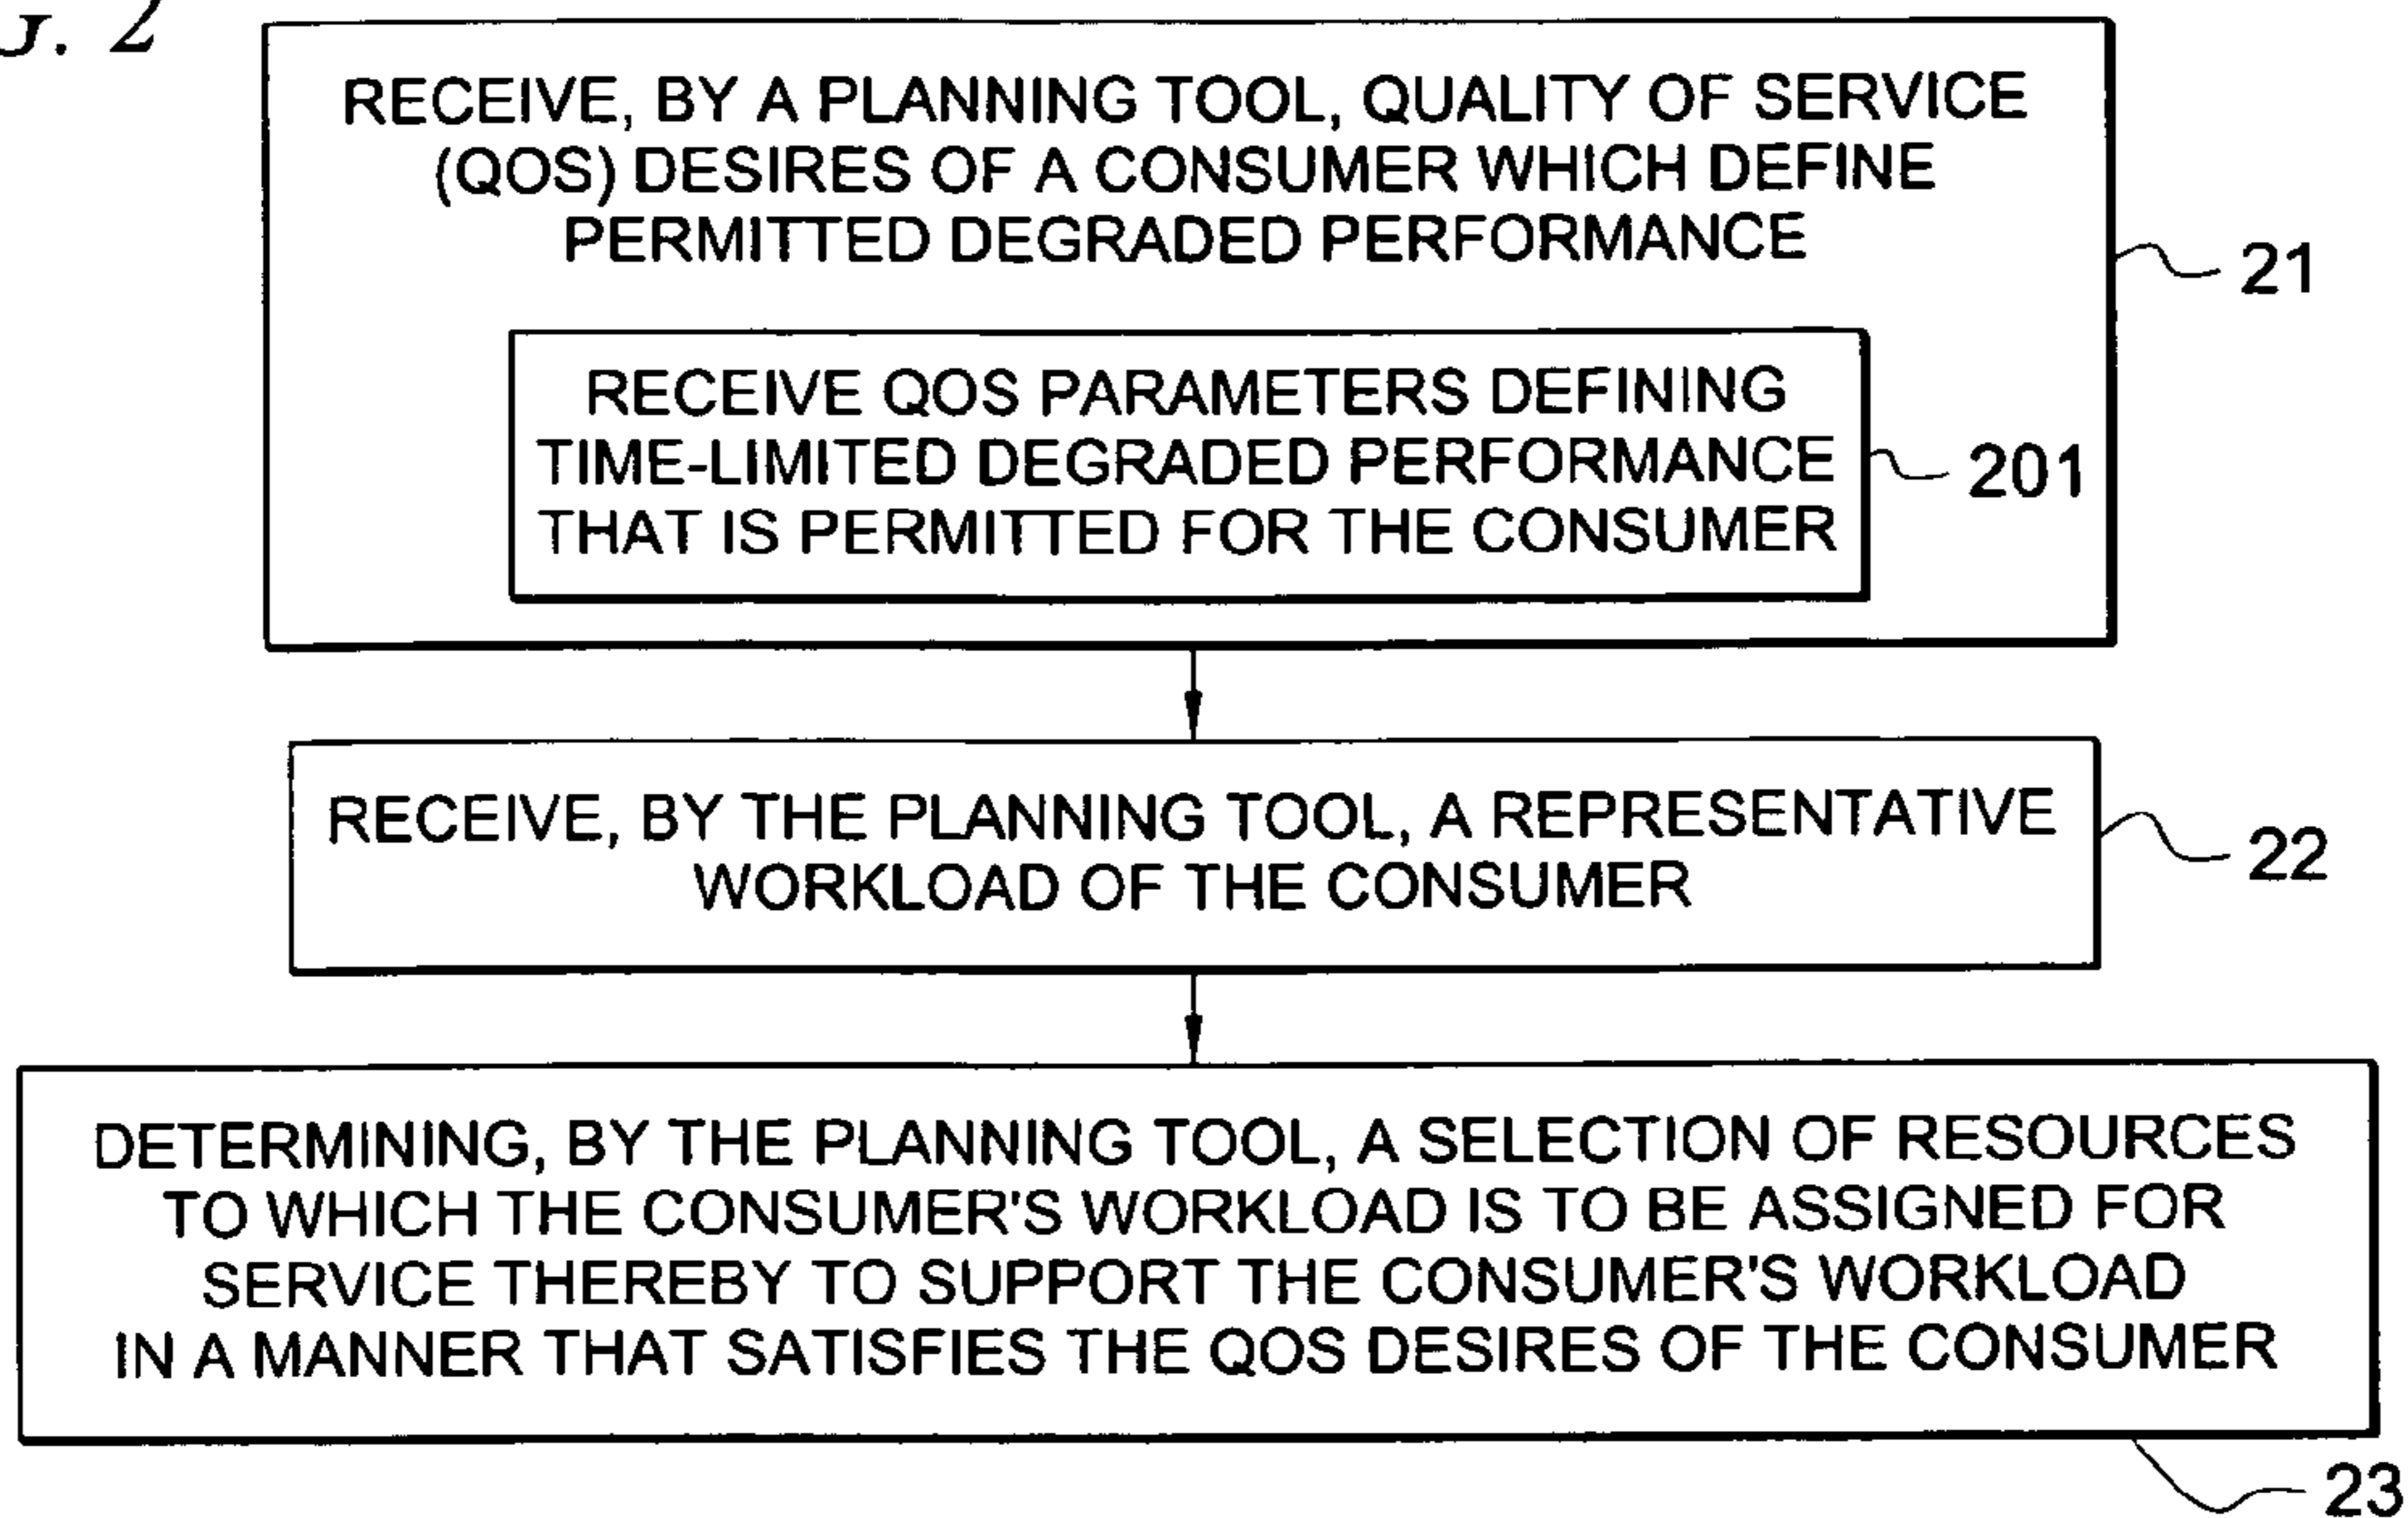 . 2
RECEIVE, BY A PLANNING TOOL, QUALITY OF SERVICE
(QOS) DESIRES OF A CONSUMER WHICH DEFINE
PERMITTED DEGRADED PERFORMANCE
21
RECEIVE QOS PARAMETERS DEFINING
TIME-LIMITED DEGRADED PERFORMANCE
THAT IS PERMITTED FOR THE CONSUMER
201
RECEIVE, BY THE PLANNING TOOL, A REPRESENTATIVE
WORKLOAD OF THE CONSUMER
22
DETERMINING, BY THE PLANNING TOOL, A SELECTION OF RESOURCES
TO WHICH THE CONSUMER'S WORKLOAD IS TO BE ASSIGNED FOR
SERVICE THEREBY TO SUPPORT THE CONSUMER'S WORKLOAD
IN A MANNER THAT SATISFIES THE QOS DESIRES OF THE CONSUMER
23